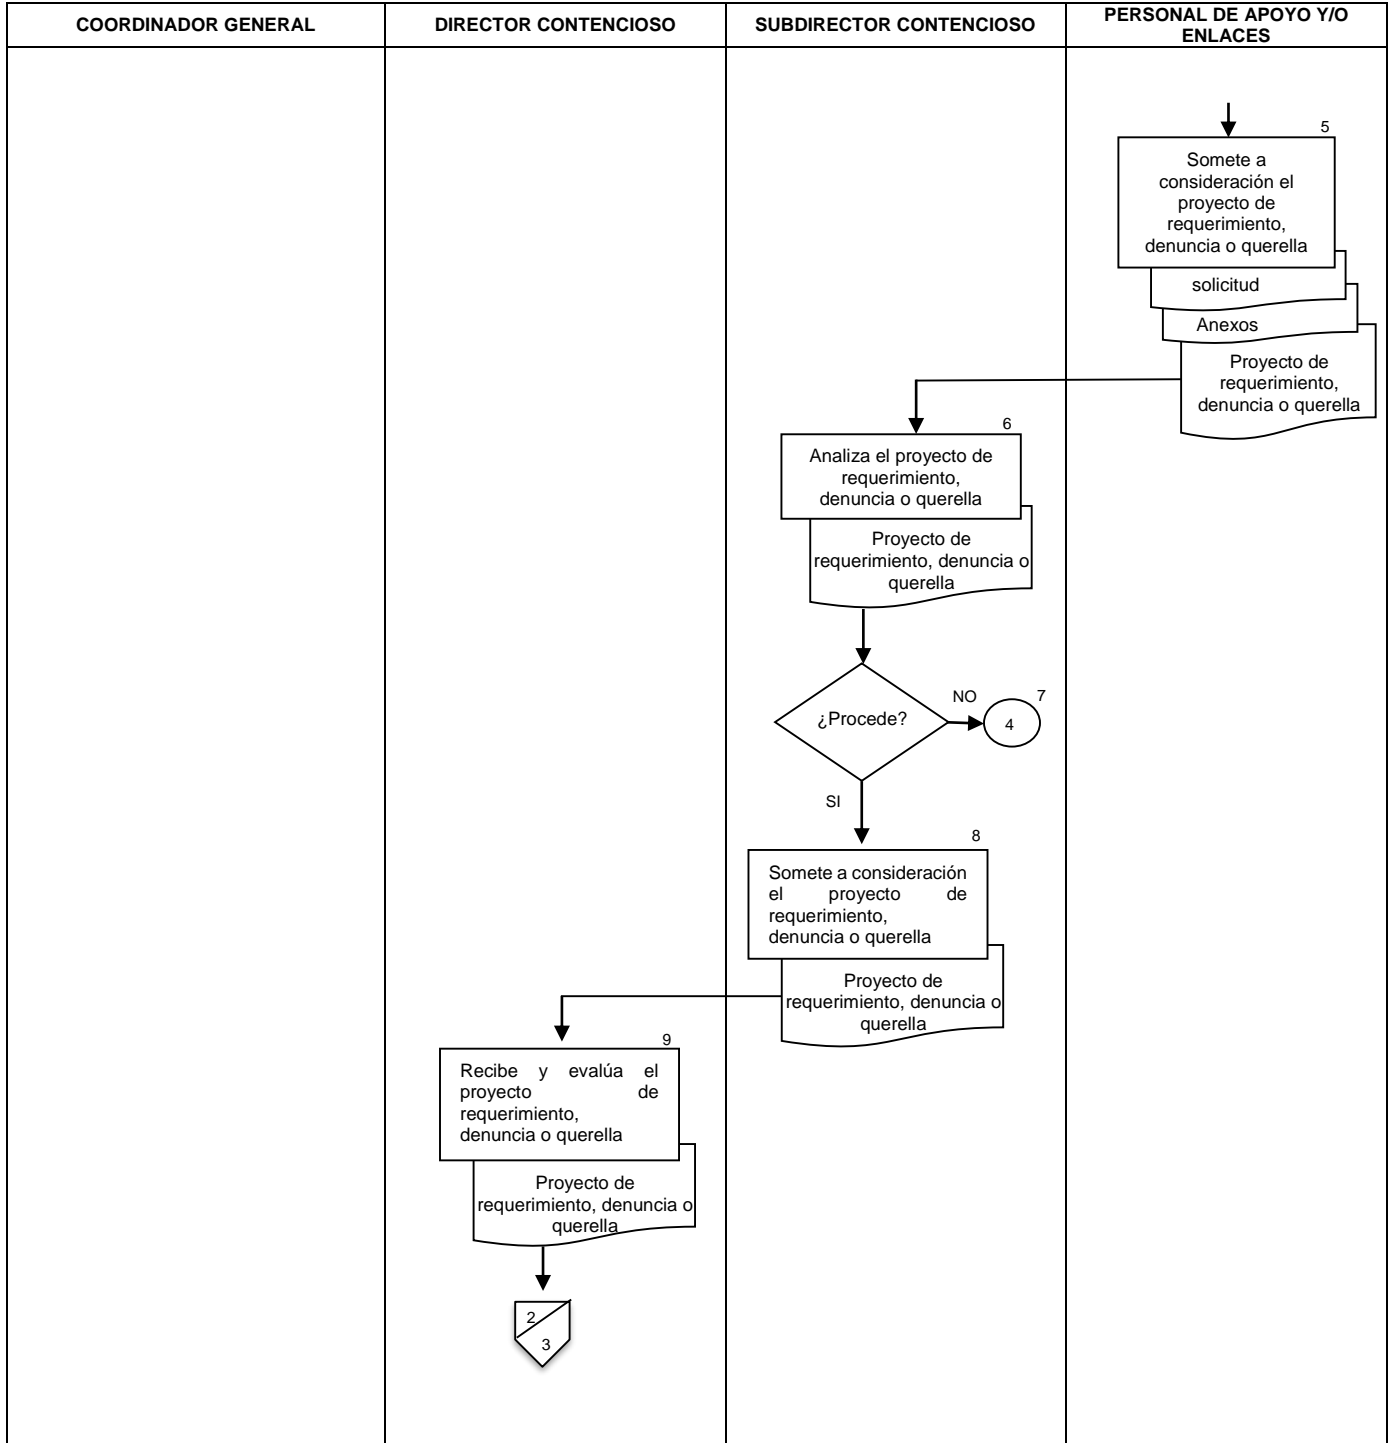 COORDINADOR GENERAL
DIRECTOR CONTENCIOSO
SUBDIRECTOR CONTENCIOSO
PERSONAL DE APOYO Y/O
ENLACES
5
Somete a
consideración el
proyecto de
requerimiento,
denuncia o querella
solicitud
Anexos
Proyecto de
requerimiento,
denuncia o querella
6
Analiza el proyecto de
requerimiento,
denuncia o querella
Proyecto de
requerimiento, denuncia o
querella
¿Procede?
NO
7
4
SI
8
Somete a consideración
el proyecto de
requerimiento,
denuncia o querella
Proyecto de
requerimiento, denuncia o
querella
9
Recibe y evalúa el
proyecto de
requerimiento,
denuncia o querella
Proyecto de
requerimiento, denuncia o
querella
2
3